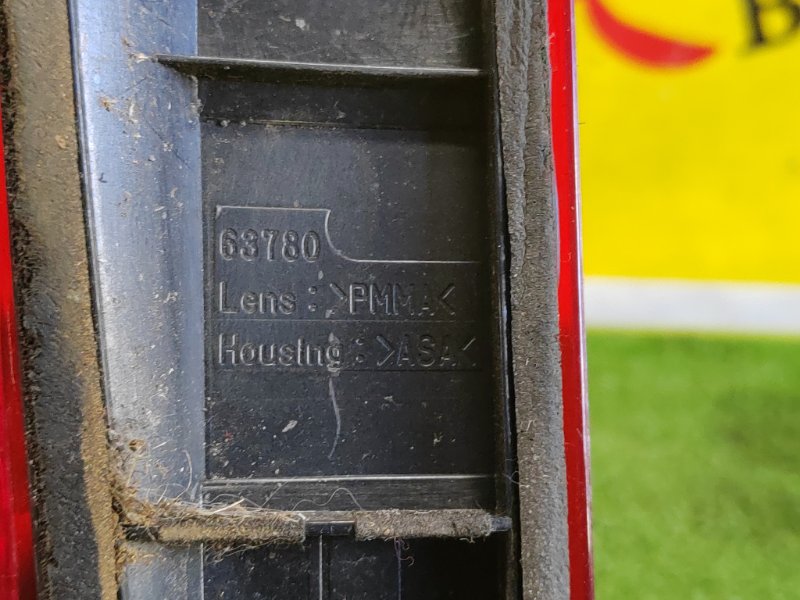 63780
Lens : >PMMA<
Housing : >ASA<